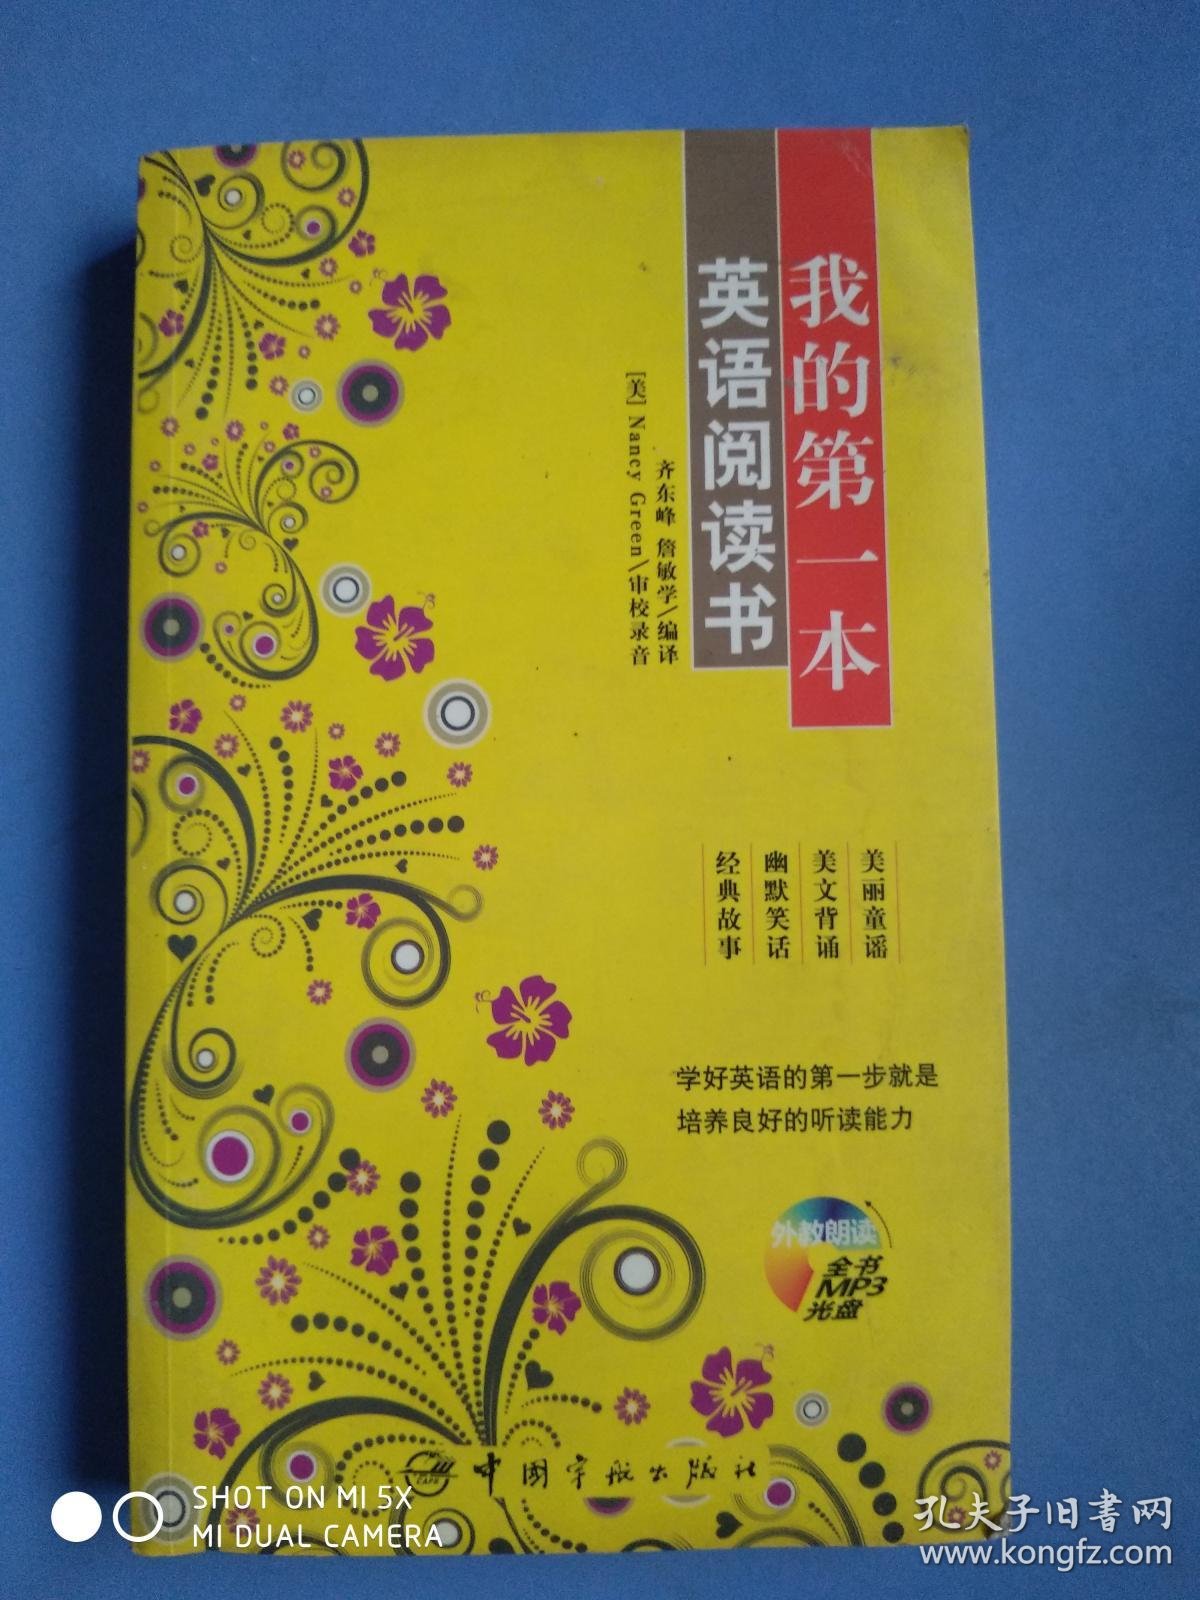 我的第一本
英语阅读书
齐东峰 詹敏学\编译
[美] Nancy Green\审校录音
美丽童谣
美文背诵
幽默笑话
经典故事
学好英语的第一步就是
培养良好的听读能力
外教朗读
全书
MP3
光盘
中国宇航出版社
SHOT ON MI 5X
MI DUAL CAMERA
孔夫子旧書网
www.kongfz.com